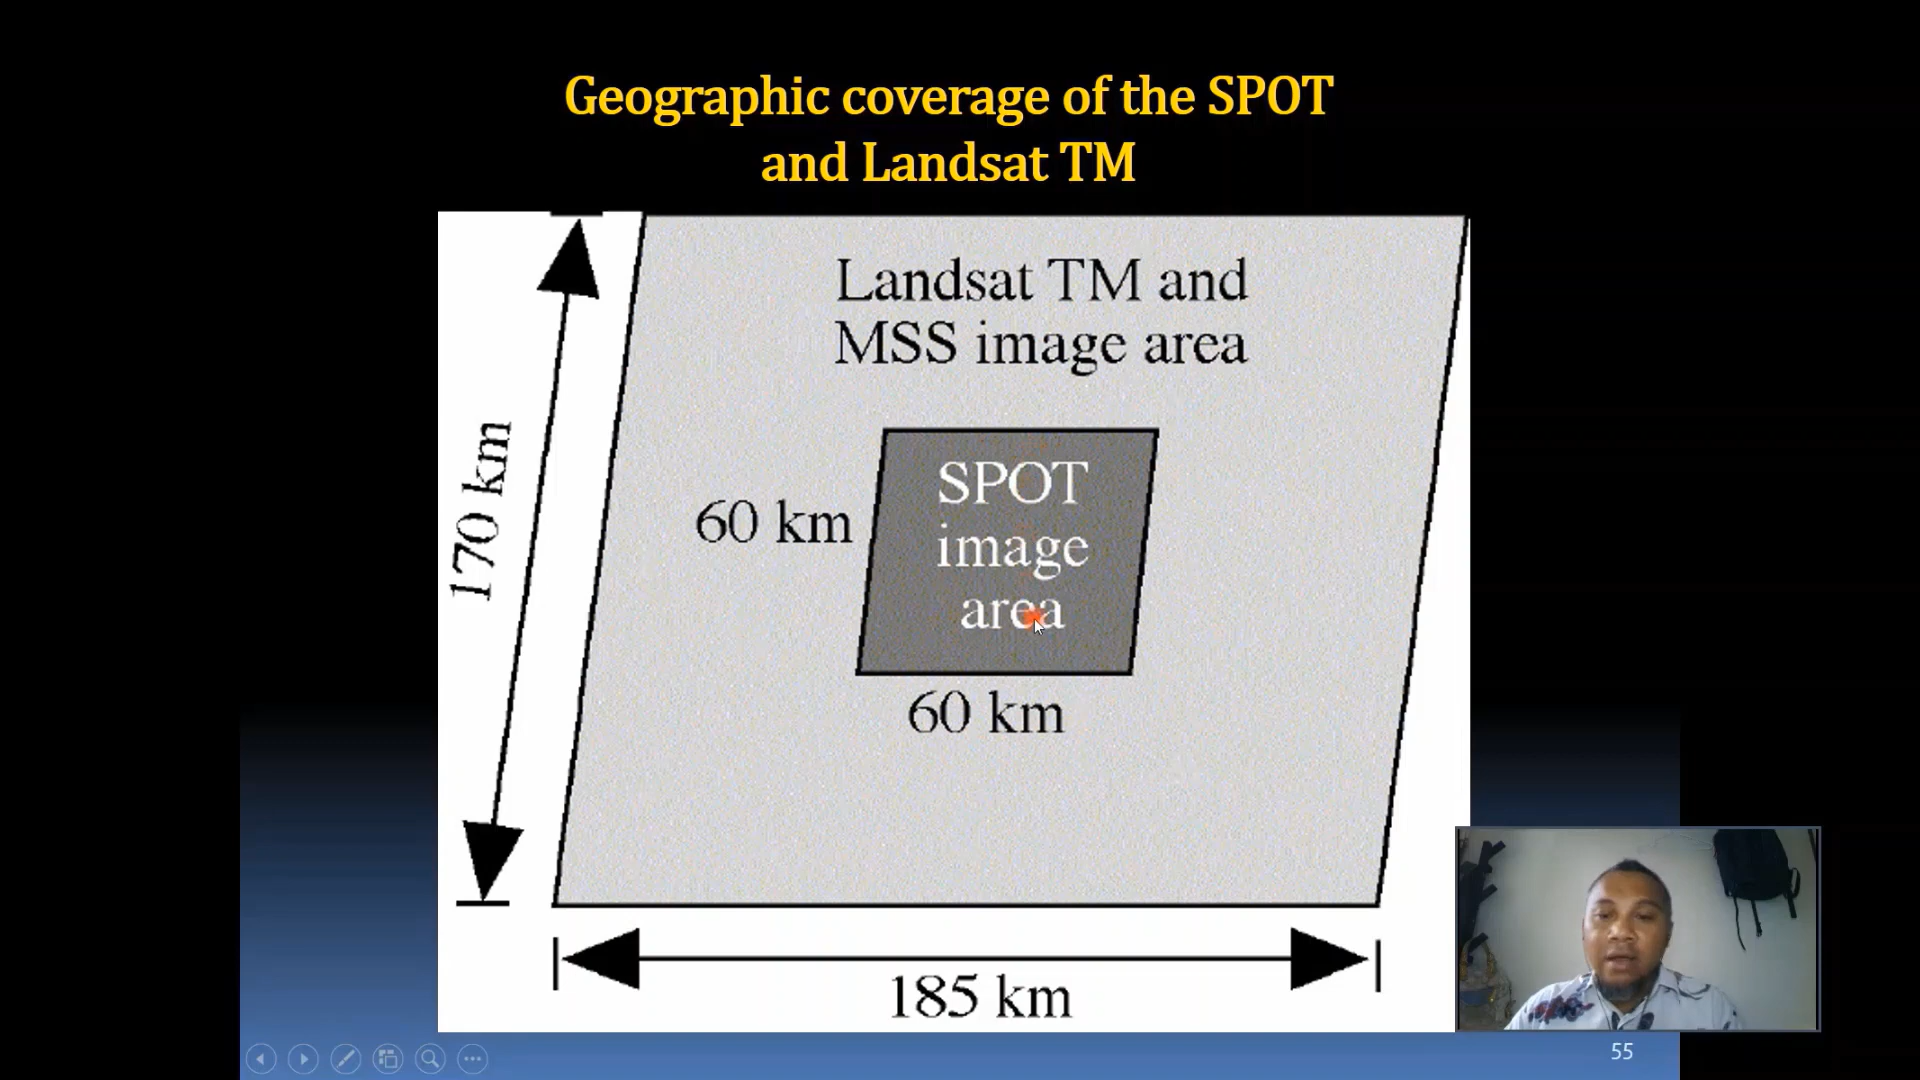 Geographic coverage of the SPOT
and Landsat TM
Landsat TM and
MSS image area
170 km
60 km
SPOT
image
area
60 km
185 km
55